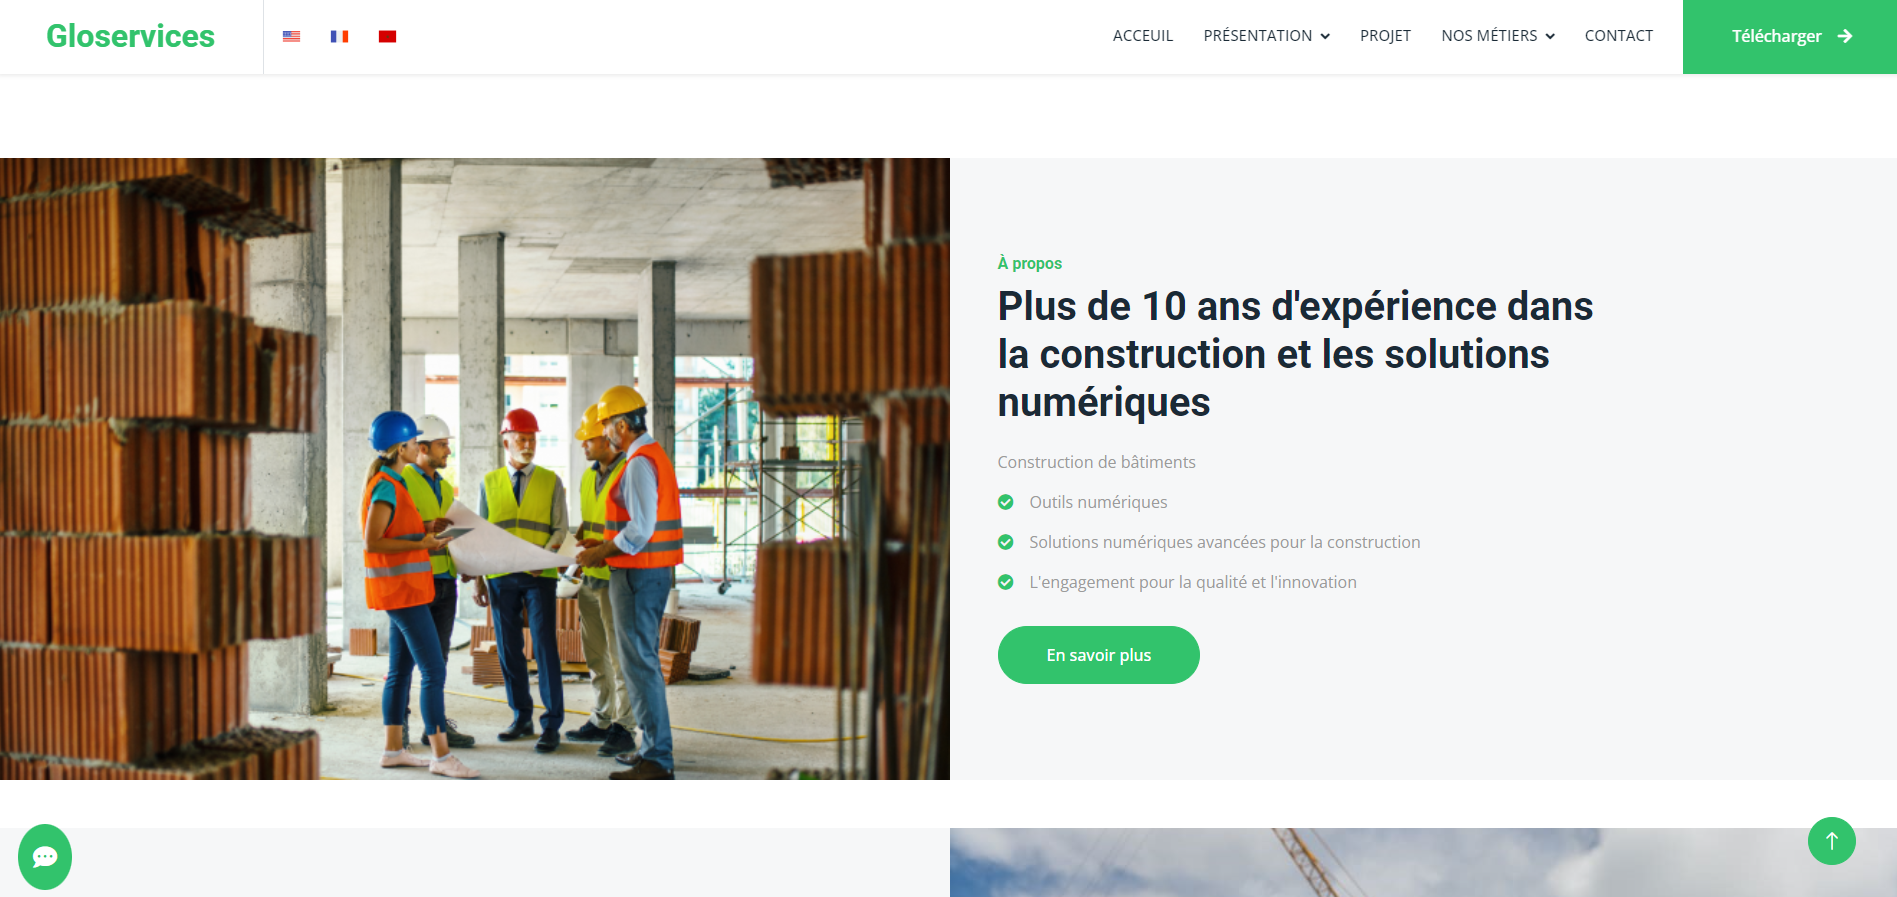 Gloservices
ACCEUIL
PRÉSENTATION
PROJET
NOS MÉTIERS
CONTACT
Télécharger
À propos
Plus de 10 ans d'expérience dans
la construction et les solutions
numériques
Construction de bâtiments
Outils numériques
Solutions numériques avancées pour la construction
L'engagement pour la qualité et l'innovation
En savoir plus